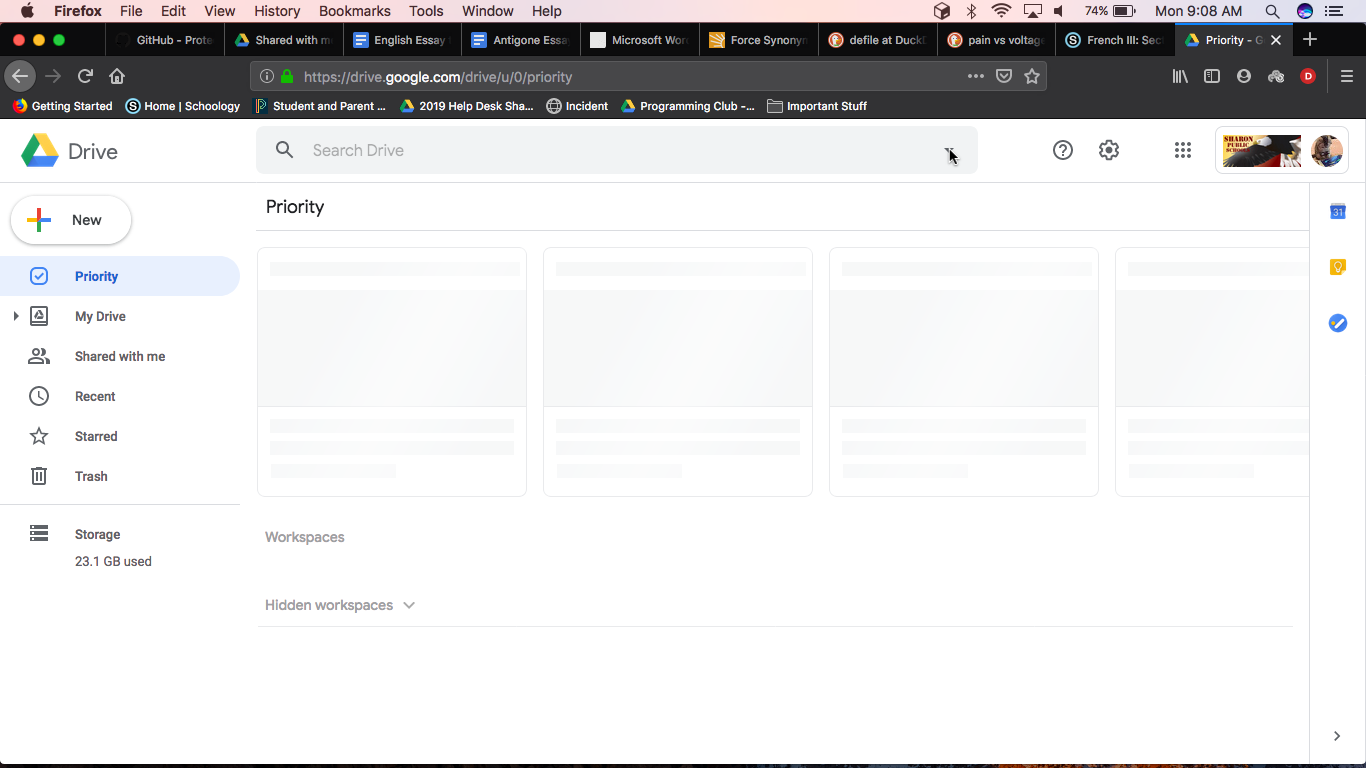 Firefox File Edit View History Bookmarks Tools Window Help 74% Mon 9:08 AM
GitHub - Prote
Shared with m
English Essay
Antigone Essa
Microsoft Wor
Force Synonym
defile at DuckD
pain vs voltage
S French III: Sec
Priority - G
https://drive.google.com/drive/u/0/priority
D
Getting Started
S Home | Schoology
Student and Parent ...
2019 Help Desk Sha...
Incident
Programming Club -...
Important Stuff
Drive
Search Drive
SHARON
PUBLIC
SCHOOLS
New
Priority
31
Priority
My Drive
Shared with me
Recent
Starred
Trash
Storage
23.1 GB used
Workspaces
Hidden workspaces